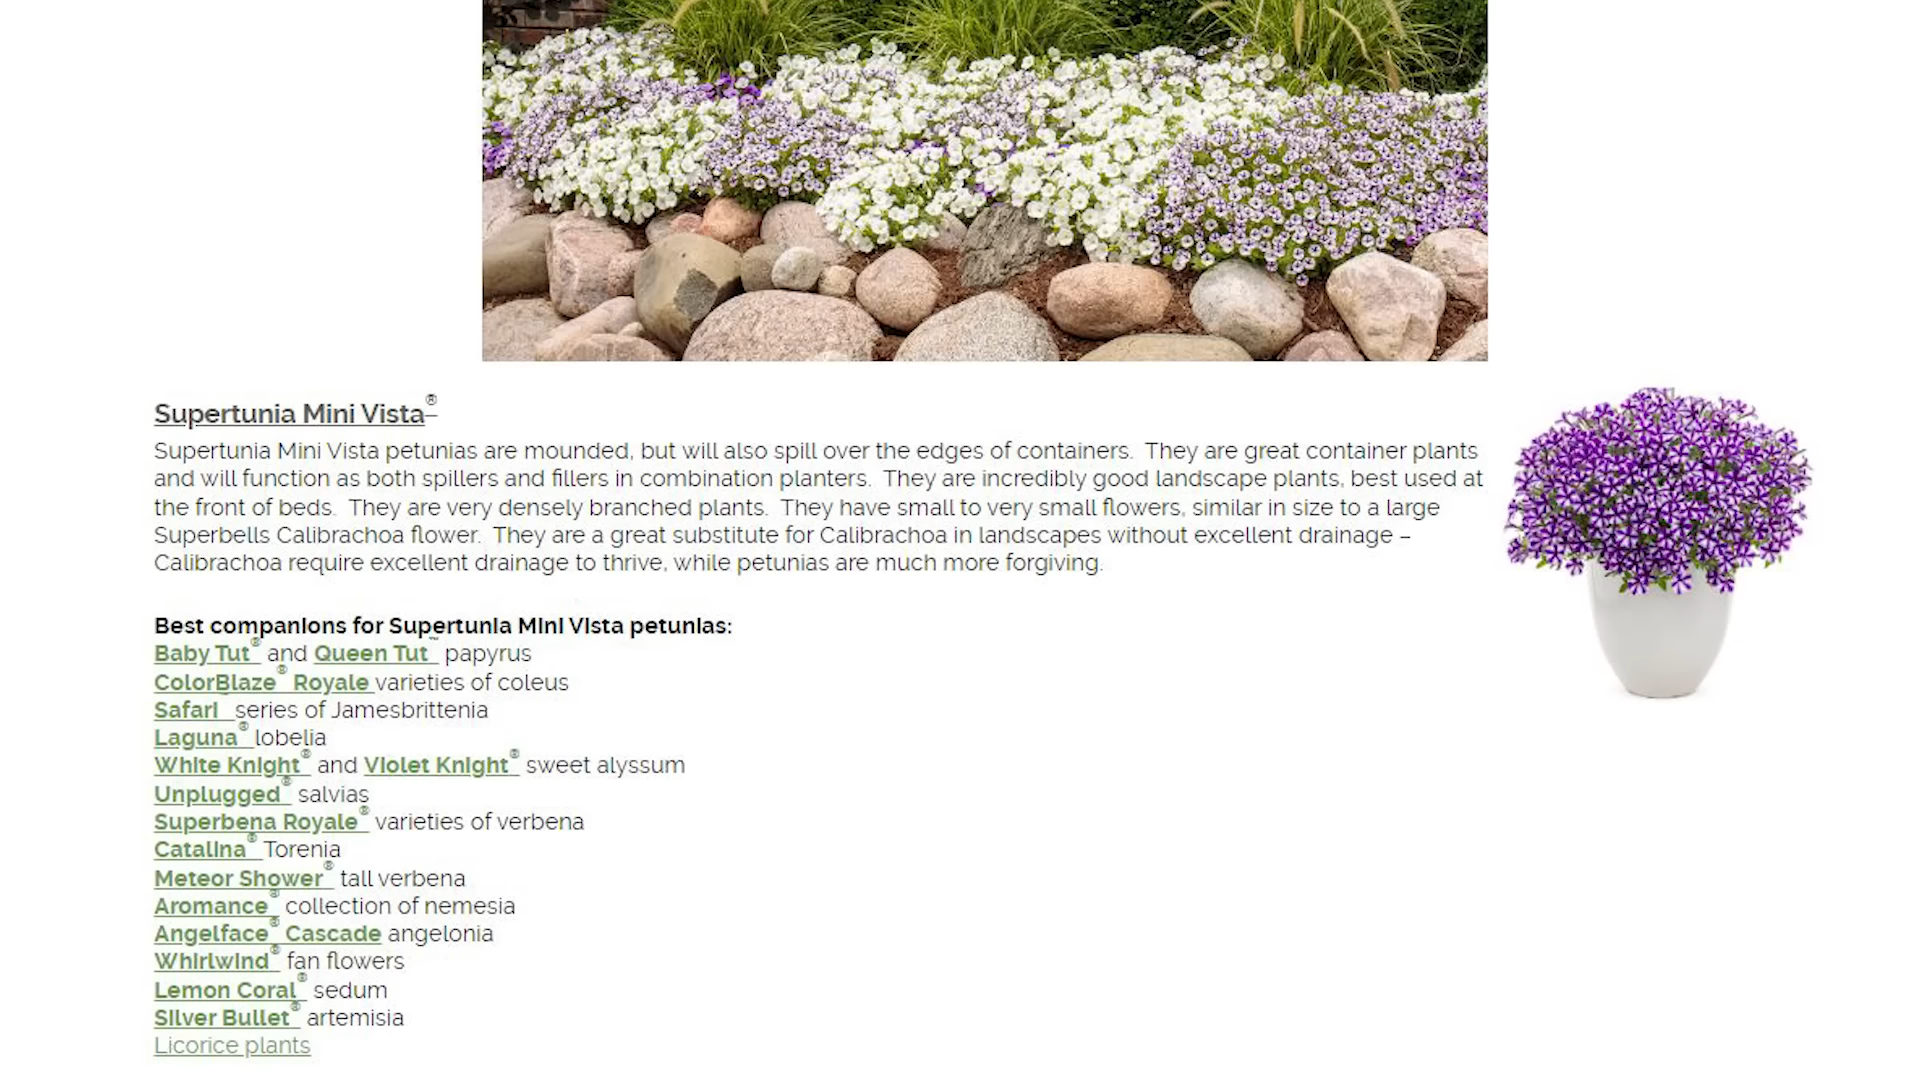 Supertunia Mini Vista®
Supertunia Mini Vista petunias are mounded, but will also spill over the edges of containers. They are great container plants
and will function as both spillers and fillers in combination planters. They are incredibly good landscape plants, best used at
the front of beds. They are very densely branched plants. They have small to very small flowers, similar in size to a large
Superbells Calibrachoa flower. They are a great substitute for Calibrachoa in landscapes without excellent drainage –
Calibrachoa require excellent drainage to thrive, while petunias are much more forgiving.
Best companions for Supertunia Mini Vista petunias:
Baby Tut® and Queen Tut™ papyrus
ColorBlaze® Royale varieties of coleus
Safari series of Jamesbrittenia
Laguna® lobelia
White Knight® and Violet Knight® sweet alyssum
Unplugged® salvias
Superbena Royale® varieties of verbena
Catalina® Torenia
Meteor Shower® tall verbena
Aromance® collection of nemesia
Angelface® Cascade angelonia
Whirlwind® fan flowers
Lemon Coral® sedum
Silver Bullet® artemisia
Licorice plants